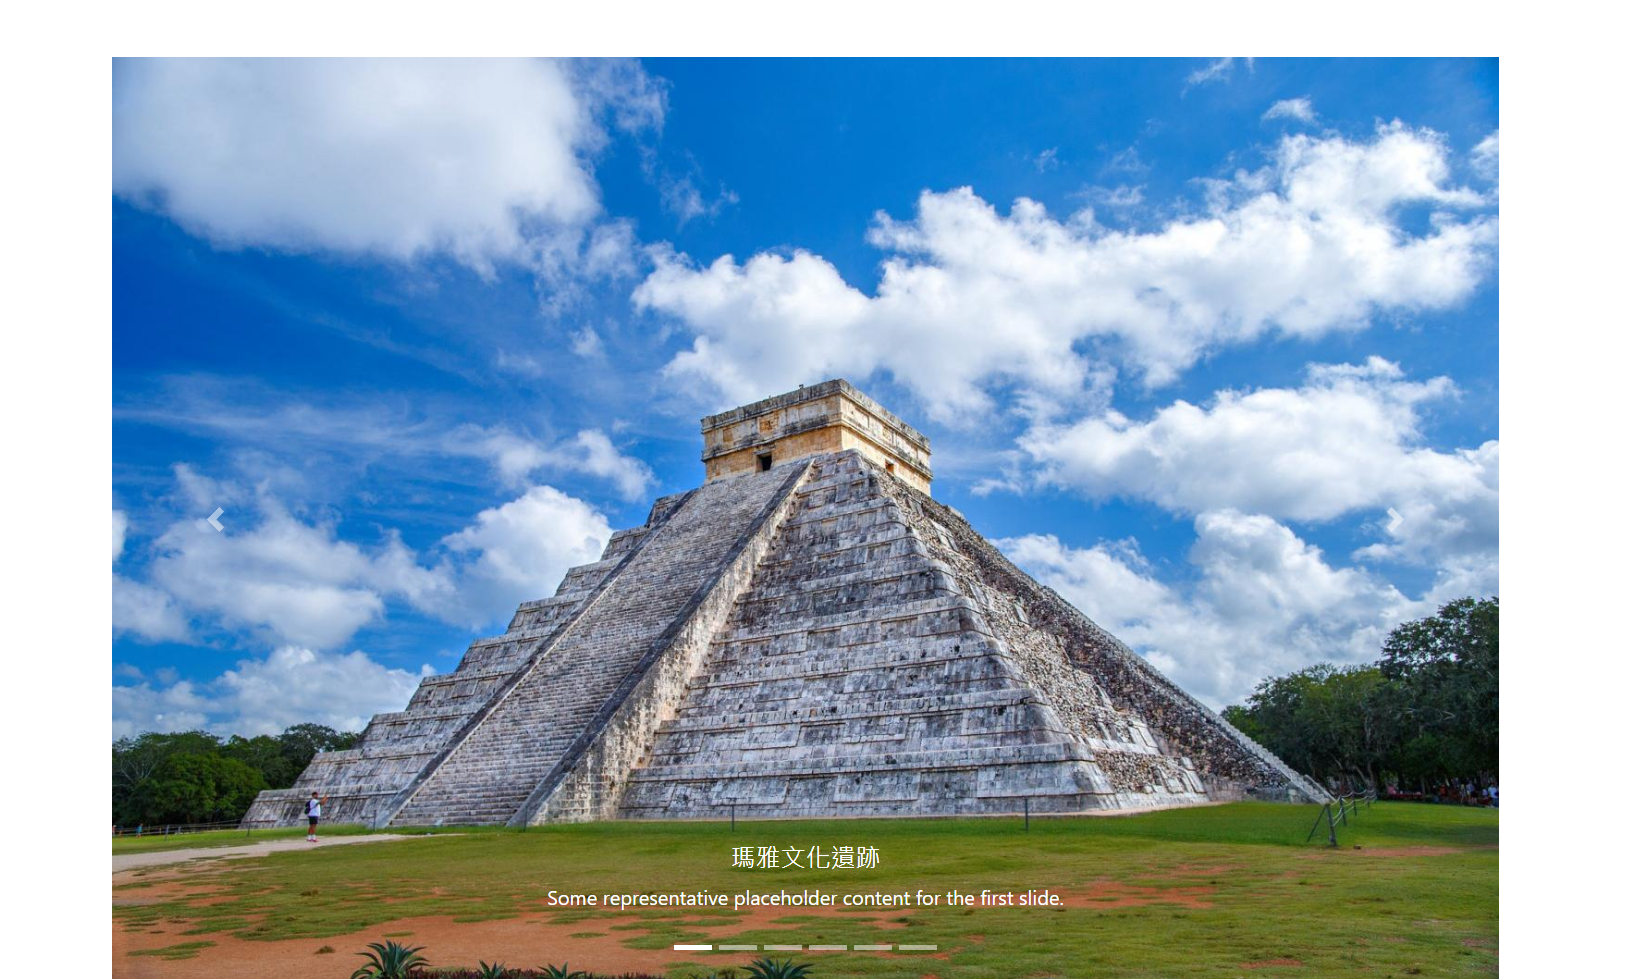 瑪雅文化遺跡
Some representative placeholder content for the first slide.